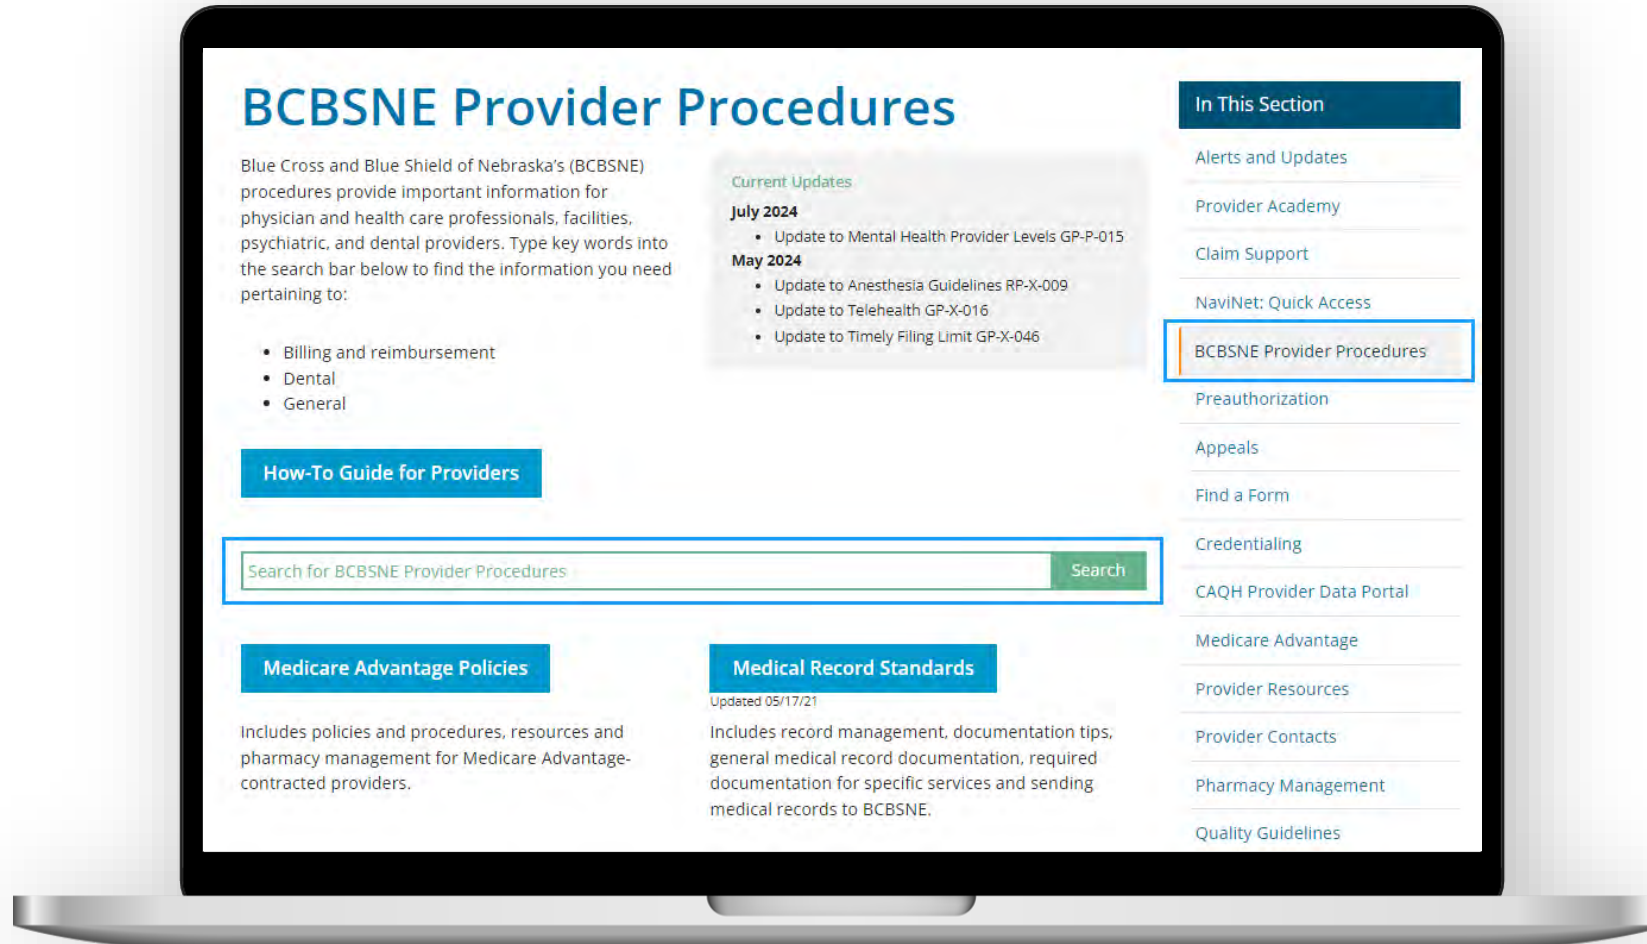 BCBSNE Provider Procedures
Blue Cross and Blue Shield of Nebraska's (BCBSNE)
procedures provide important information for
physician and health care professionals, facilities,
psychiatric, and dental providers. Type key words into
the search bar below to find the information you need
pertaining to:
• Billing and reimbursement
• Dental
• General
Current Updates
July 2024
• Update to Mental Health Provider Levels GP-P-015
May 2024
• Update to Anesthesia Guidelines RP-X-009
• Update to Telehealth GP-X-016
• Update to Timely Filing Limit GP-X-046
How-To Guide for Providers
Search for BCBSNE Provider Procedures
Search
Medicare Advantage Policies
Includes policies and procedures, resources and
pharmacy management for Medicare Advantage-
contracted providers.
Medical Record Standards
Updated 05/17/21
Includes record management, documentation tips,
general medical record documentation, required
documentation for specific services and sending
medical records to BCBSNE.
In This Section
Alerts and Updates
Provider Academy
Claim Support
NaviNet: Quick Access
BCBSNE Provider Procedures
Preauthorization
Appeals
Find a Form
Credentialing
CAQH Provider Data Portal
Medicare Advantage
Provider Resources
Provider Contacts
Pharmacy Management
Quality Guidelines